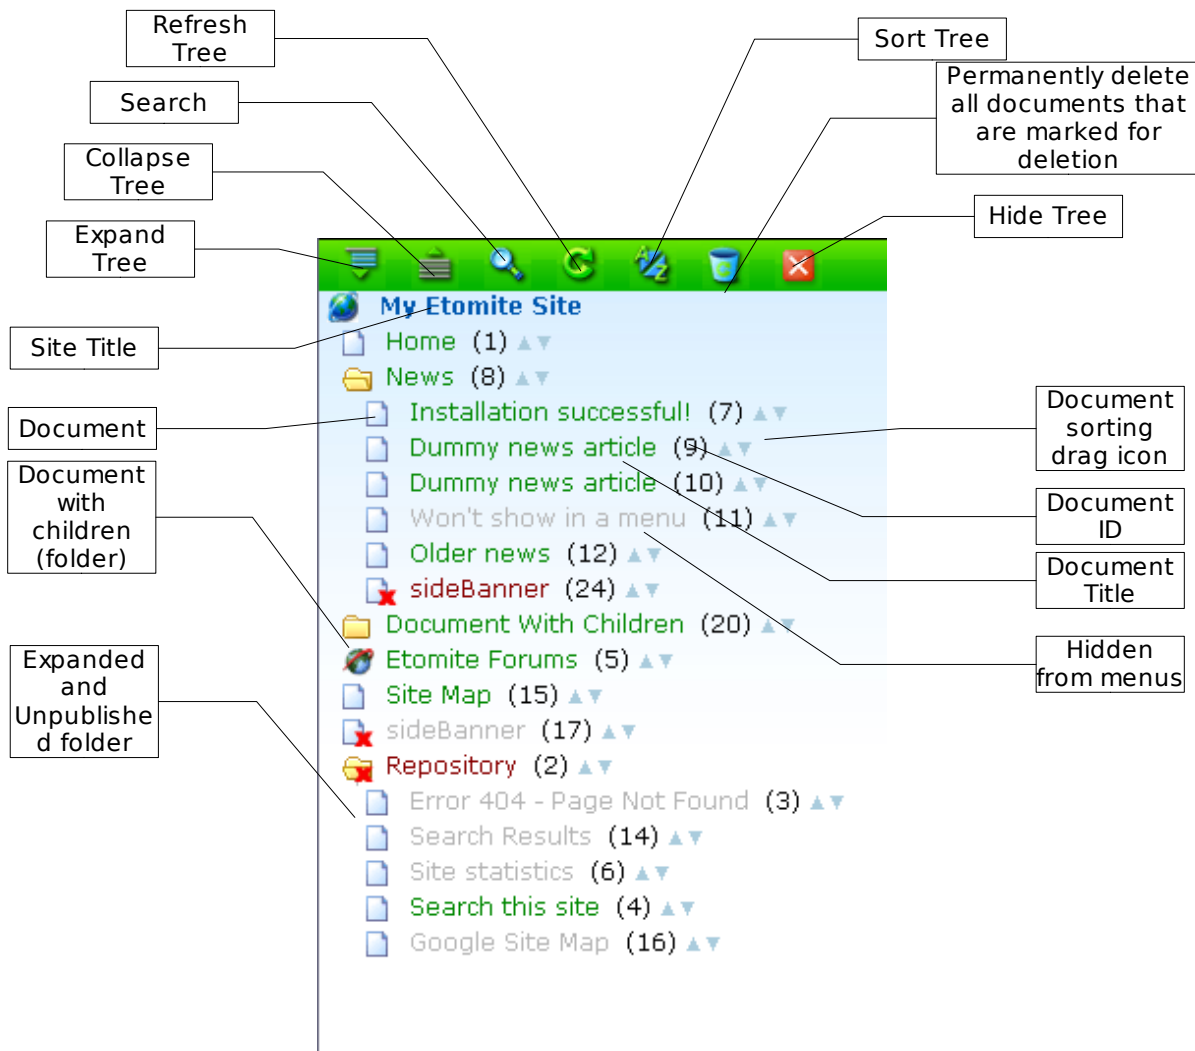 Refresh
Tree
Sort Tree
Permanently delete
all documents that
are marked for
deletion
Search
Collapse
Tree
Hide Tree
Expand
Tree
My Etomite Site
Site Title
Home (1)
News (8)
Installation successful! (7)
Document
Document
sorting
drag icon
Dummy news article (9)
Document
with
children
(folder)
Dummy news article (10)
Document
ID
Won't show in a menu (11)
Older news (12)
Document
Title
sideBanner (24)
Document With Children (20)
Hidden
from menus
Etomite Forums (5)
Expanded
and
Unpublishe
d folder
Site Map (15)
sideBanner (17)
Repository (2)
Error 404 - Page Not Found (3)
Search Results (14)
Site statistics (6)
Search this site (4)
Google Site Map (16)